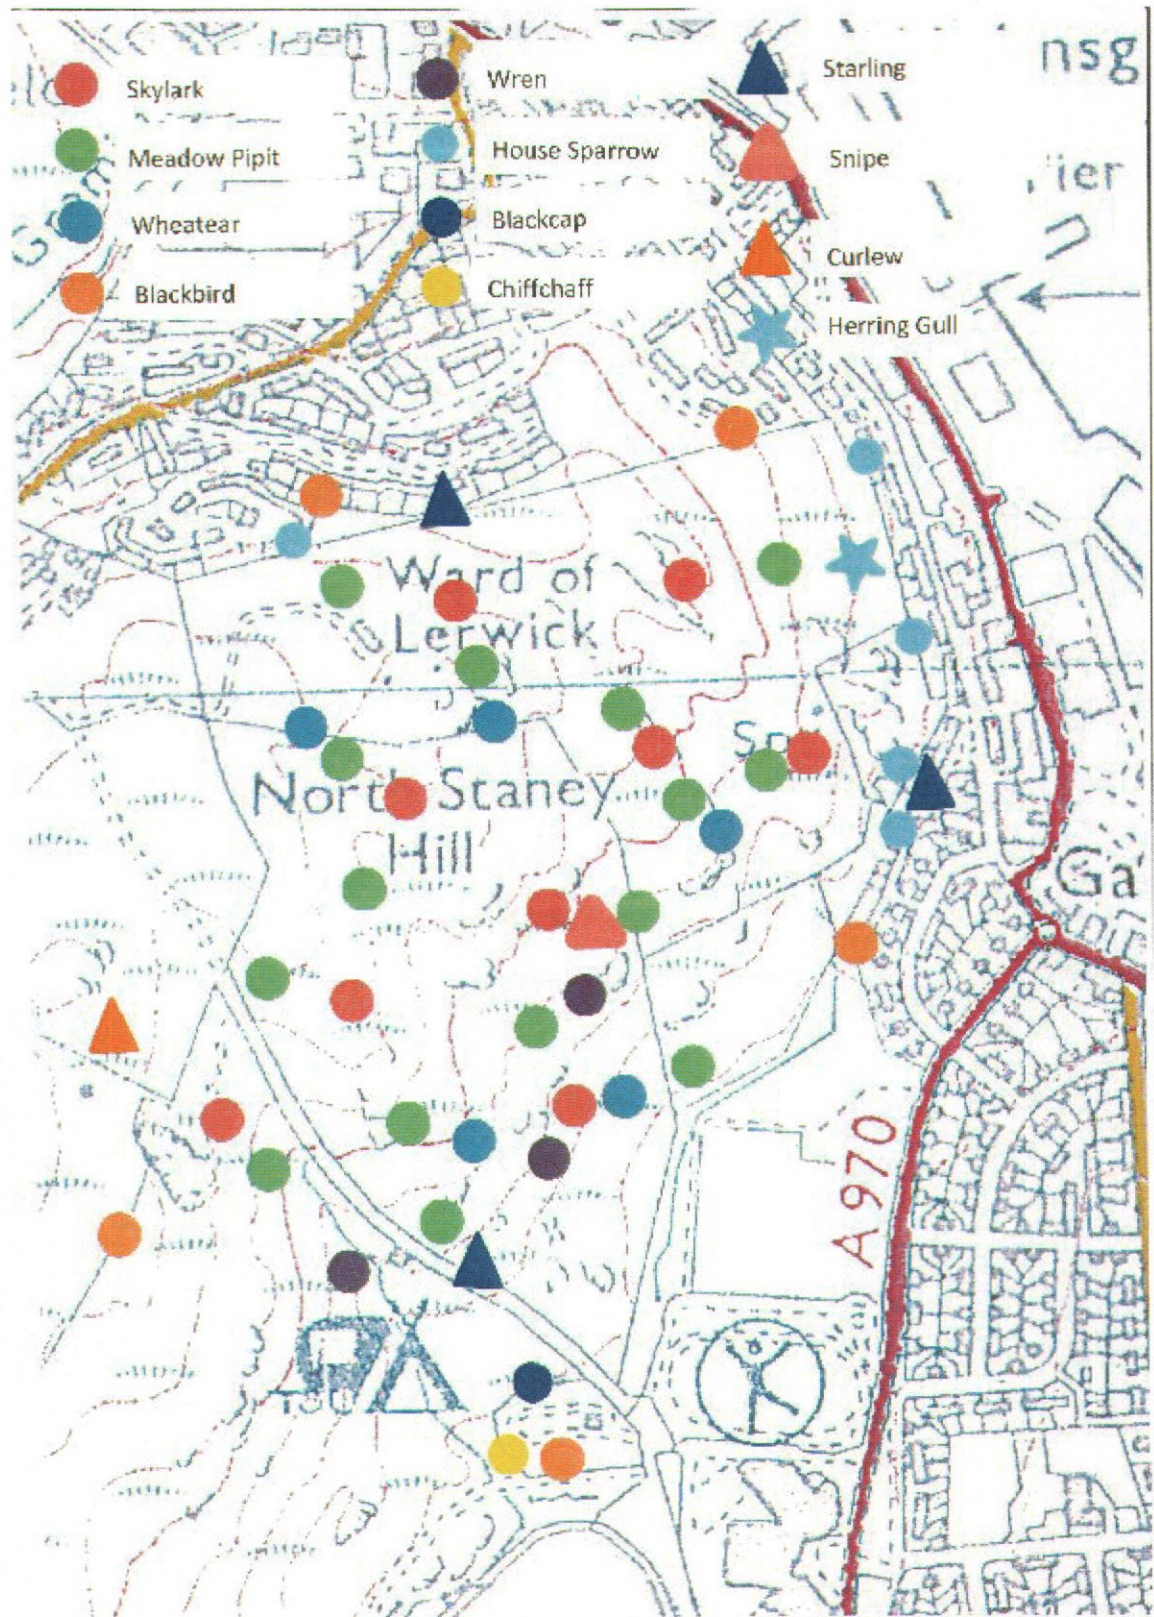 nsg
Skylark
Wren
Starling
Meadow Pipit
House Sparrow
Snipe
ier
Wheatear
Blackcap
Curlew
Blackbird
Chiffchaff
Herring Gull
Ward of
Lerwick
North Staney
Hill
Ga
A970